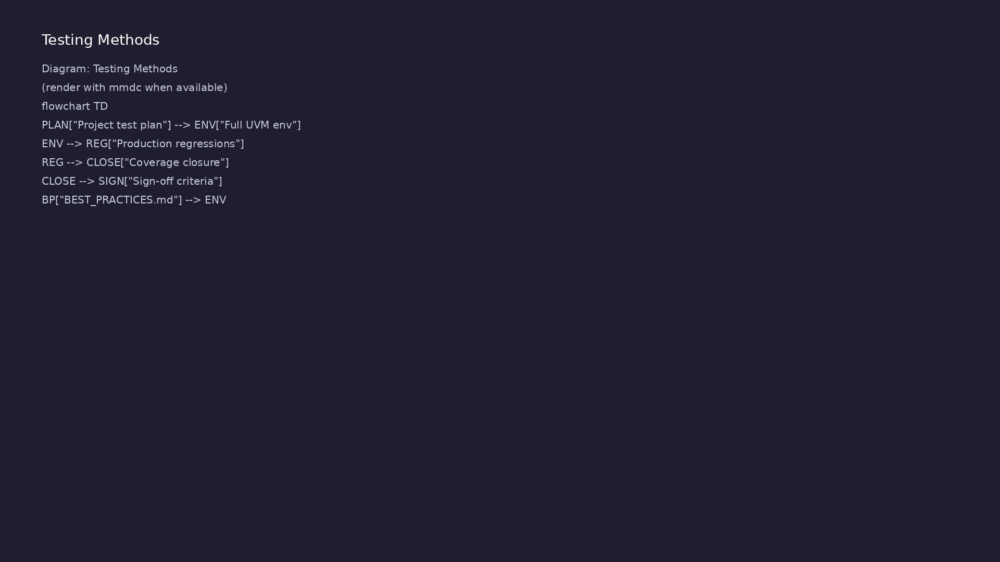 Testing Methods
Diagram: Testing Methods
(render with mmdc when available)
flowchart TD
PLAN["Project test plan"] --> ENV["Full UVM env"]
ENV --> REG["Production regressions"]
REG --> CLOSE["Coverage closure"]
CLOSE --> SIGN["Sign-off criteria"]
BP["BEST_PRACTICES.md"] --> ENV